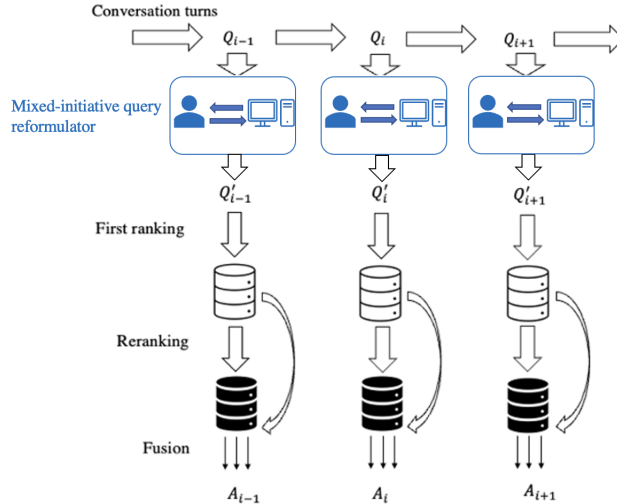 Conversation turns
Q_{i-1} Q_i Q_{i+1}
Mixed-initiative query
reformulator
Q'_{i-1} Q'_i Q'_{i+1}
First ranking
Reranking
Fusion
A_{i-1} A_i A_{i+1}